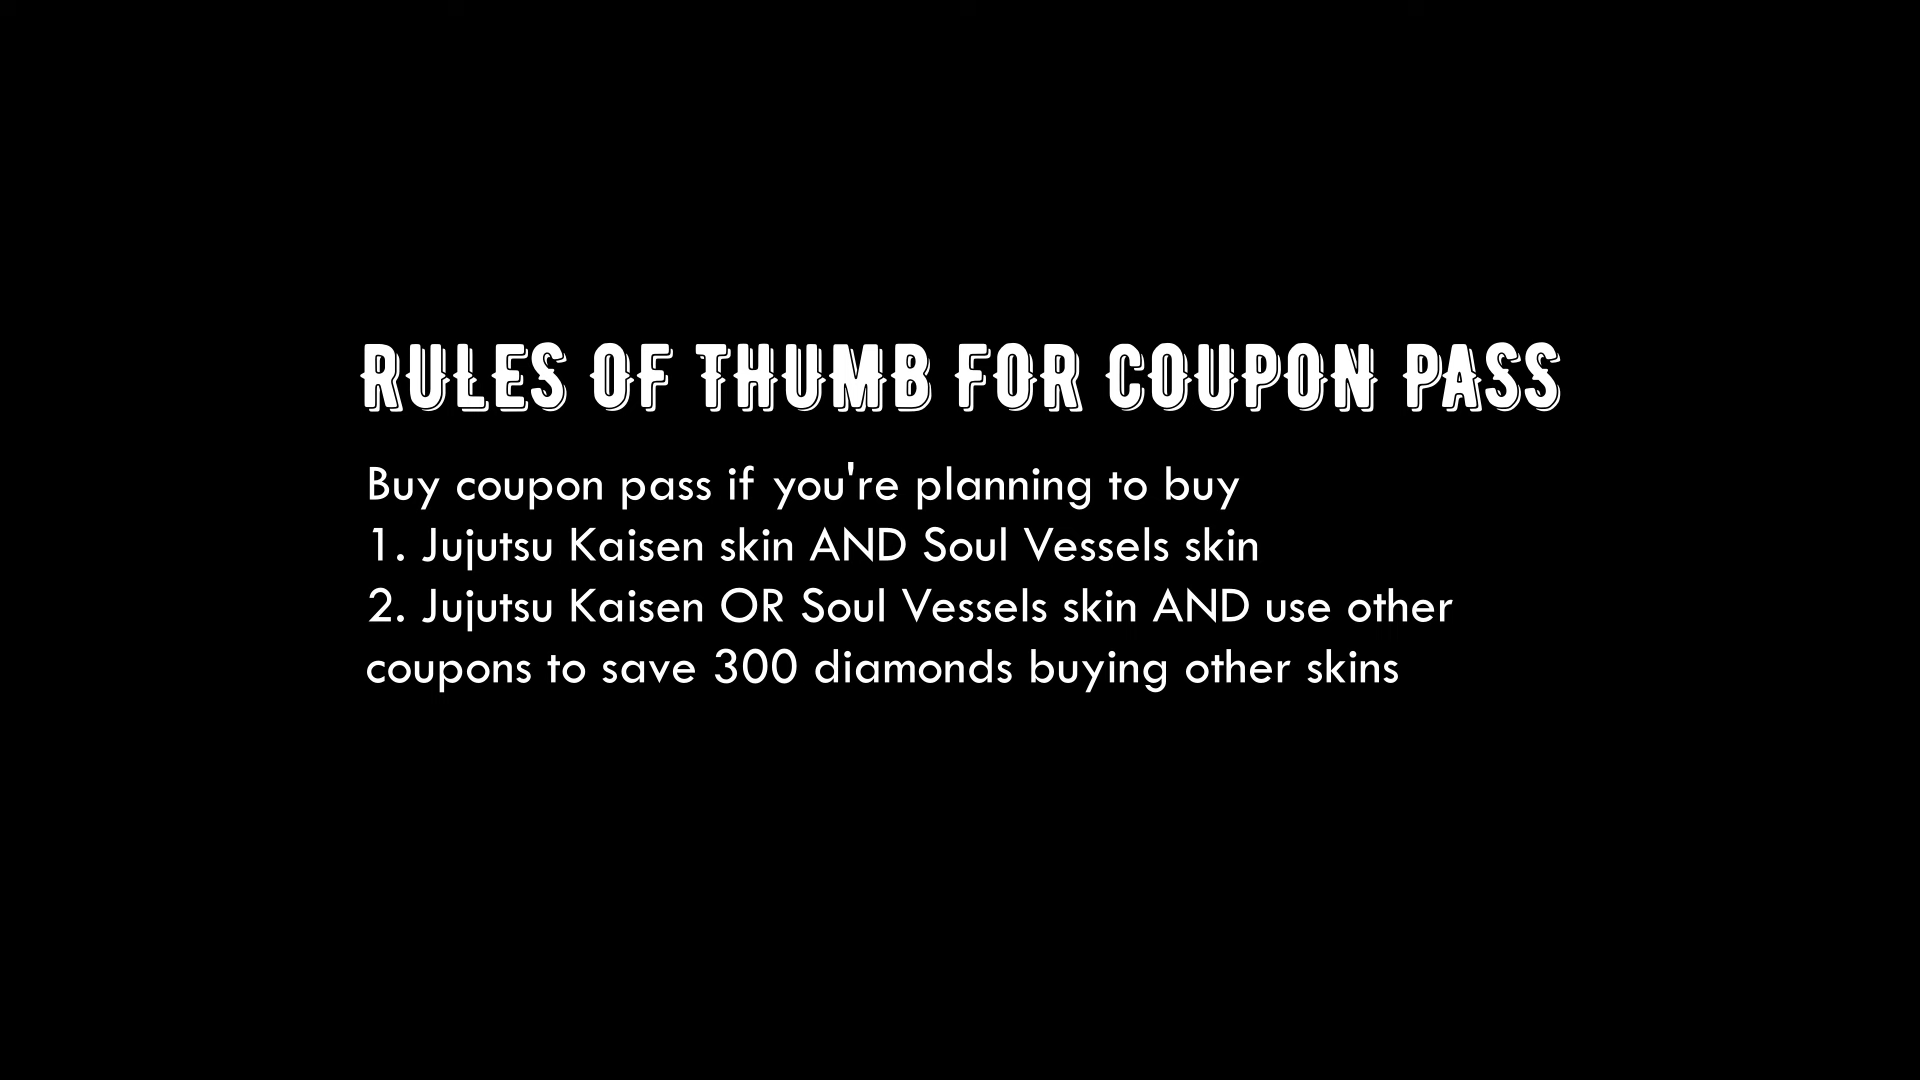 RULES OF THUMB FOR COUPON PASS
Buy coupon pass if you're planning to buy
1. Jujutsu Kaisen skin AND Soul Vessels skin
2. Jujutsu Kaisen OR Soul Vessels skin AND use other
coupons to save 300 diamonds buying other skins